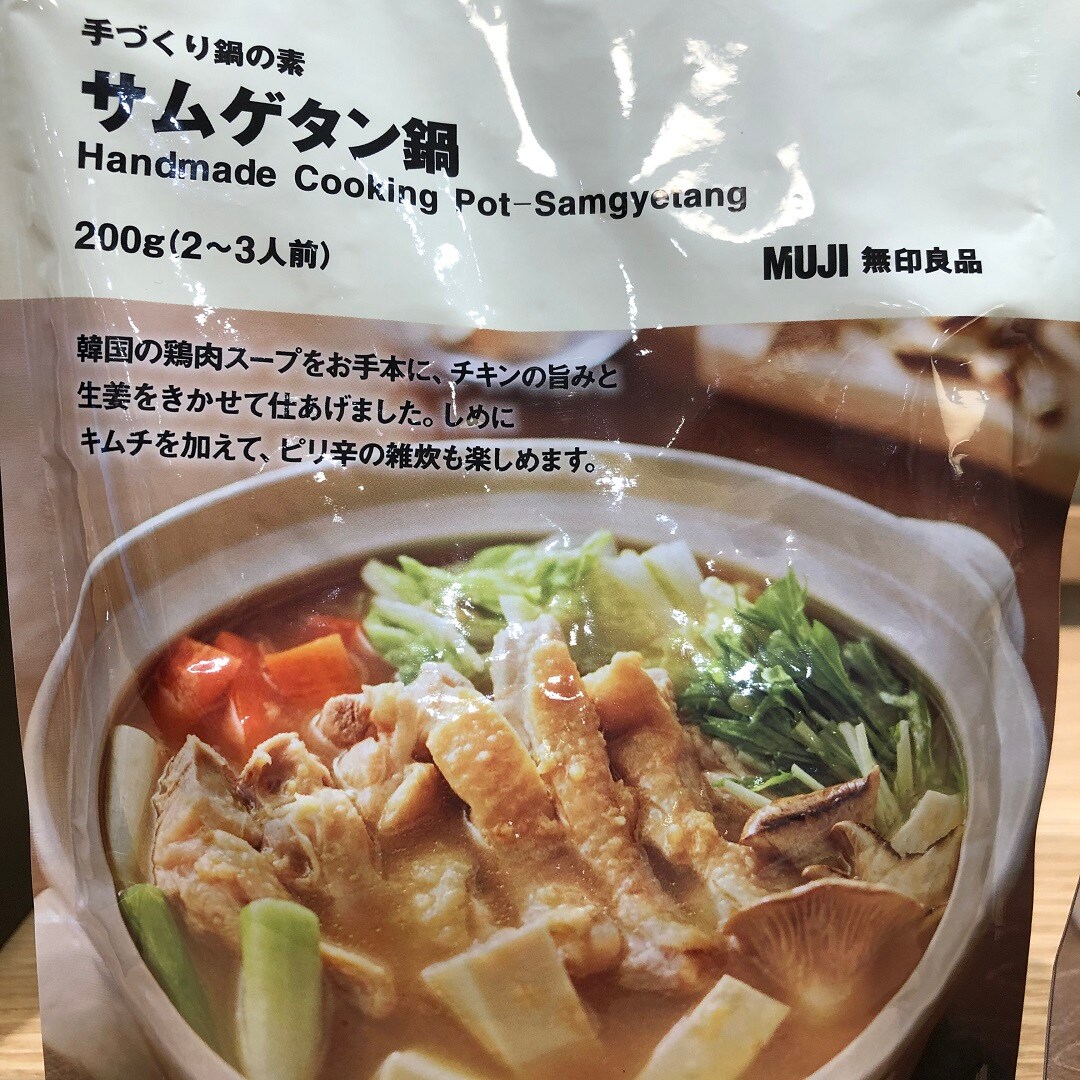 手づくり鍋の素
サムゲタン鍋
Handmade Cooking Pot-Samgyetang
200g(2～3人前)
MUJI 無印良品
韓国の鶏肉スープをお手本に、チキンの旨みと
生姜をきかせて仕あげました。しめに
キムチを加えて、ピリ辛の雑炊も楽しめます。